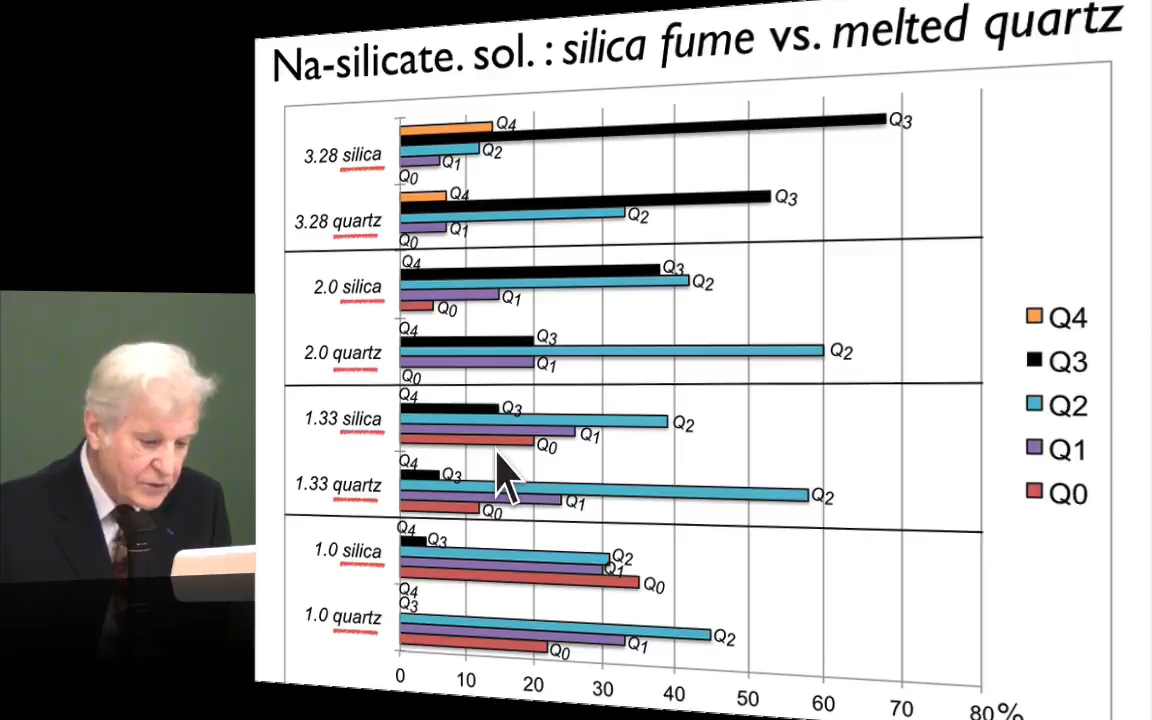 Na-silicate. sol. : silica fume vs. melted quartz
3.28 silica
Q4
Q3
Q2
Q1
Q0
3.28 quartz
Q4
Q3
Q2
Q1
Q0
2.0 silica
Q4
Q3
Q2
Q1
Q0
2.0 quartz
Q4
Q3
Q2
Q1
Q0
1.33 silica
Q4
Q3
Q2
Q1
Q0
1.33 quartz
Q4
Q3
Q2
Q1
Q0
1.0 silica
Q4
Q3
Q2
Q1
Q0
1.0 quartz
Q4
Q3
Q2
Q1
Q0
0 10 20 30 40 50 60 70 80 %
Q4
Q3
Q2
Q1
Q0